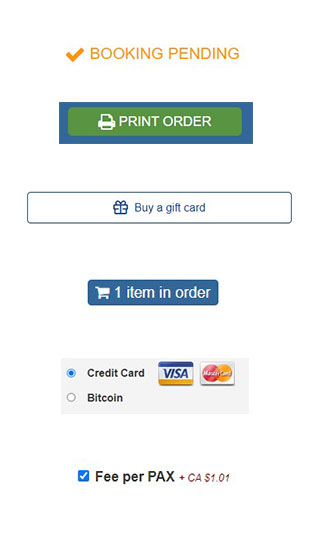 BOOKING PENDING
PRINT ORDER
Buy a gift card
1 item in order
Credit Card VISA MasterCard
Bitcoin
Fee per PAX + CA $1.01